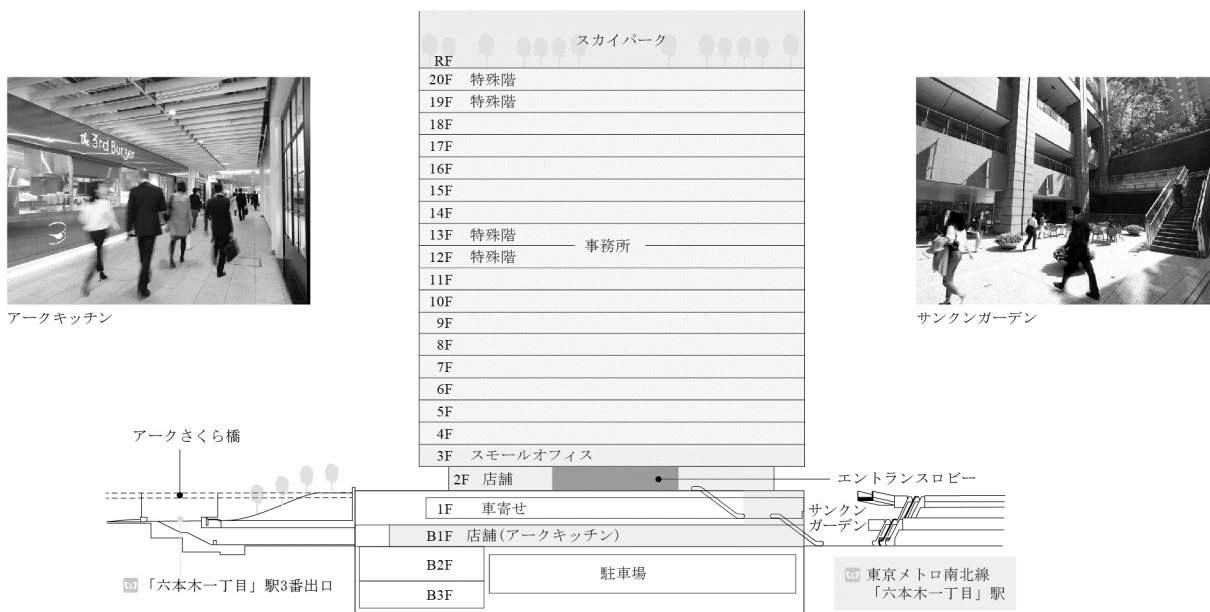 スカイパーク
RF
20F 特殊階
19F 特殊階
18F
17F
16F
15F
14F
13F 特殊階
事務所
12F 特殊階
11F
10F
9F
8F
7F
6F
5F
4F
3F スモールオフィス
2F 店舗
エントランスロビー
1F 車寄せ
サンクン
ガーデン
B1F 店舗(アークキッチン)
B2F
駐車場
B3F
the 3rd Burger
3
アークキッチン
サンクンガーデン
アークさくら橋
「六本木一丁目」駅3番出口
東京メトロ南北線
「六本木一丁目」駅